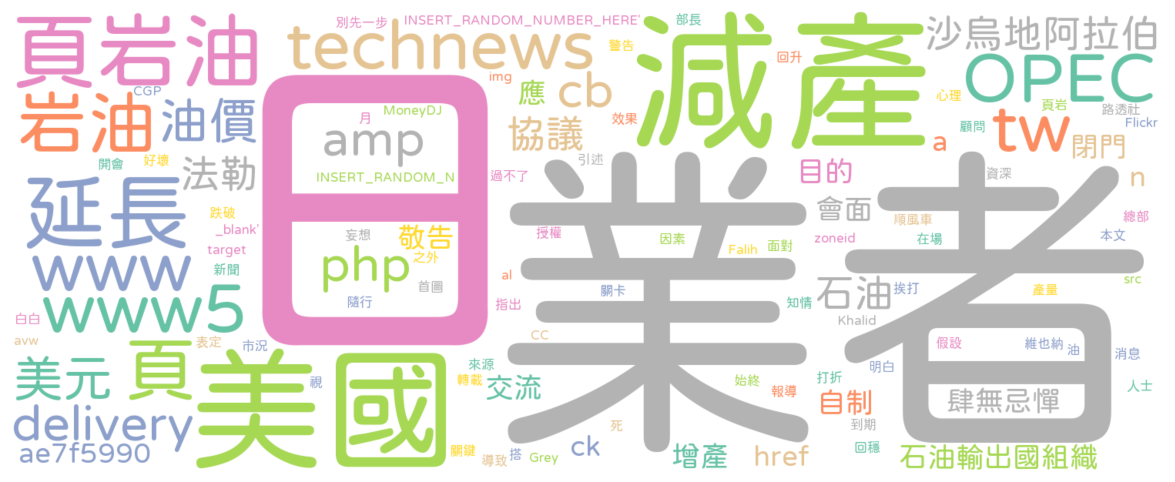 頁岩油
別先一步
INSERT_RANDOM_NUMBER_HERE'
部長
technews
警告
減產
回升
沙烏地阿拉伯
OPEC
心理
頁岩
路透社
Flickr
顧問
CGP
img
應
cb
岩油
油價
日
月
MoneyDJ
amp
效果
協議
a
tw
閉門
開會
好壞
法勒
INSERT_RANDOM_N
過不了
引述
業
者
目的
資深
n
延長
會面
順風車
總部
跌破
_blank'
妄想
敬告
授權
因素
面對
Falih
zoneid
在場
本文
target
之外
www
新聞
php
首圖
al
關卡
石油
挨打
src
產量
隨行
指出
知情
www5
白白
Khalid
avw
表定
市況
CC
假設
維也納
油
消息
美元
頁
美國
視
來源
轉載
交流
始終
報導
打折
明白
人士
自制
肆無忌憚
delivery
到期
死
ae7f5990
關鍵
導致
搭
Grey
ck
增產
href
回穩
石油輸出國組織